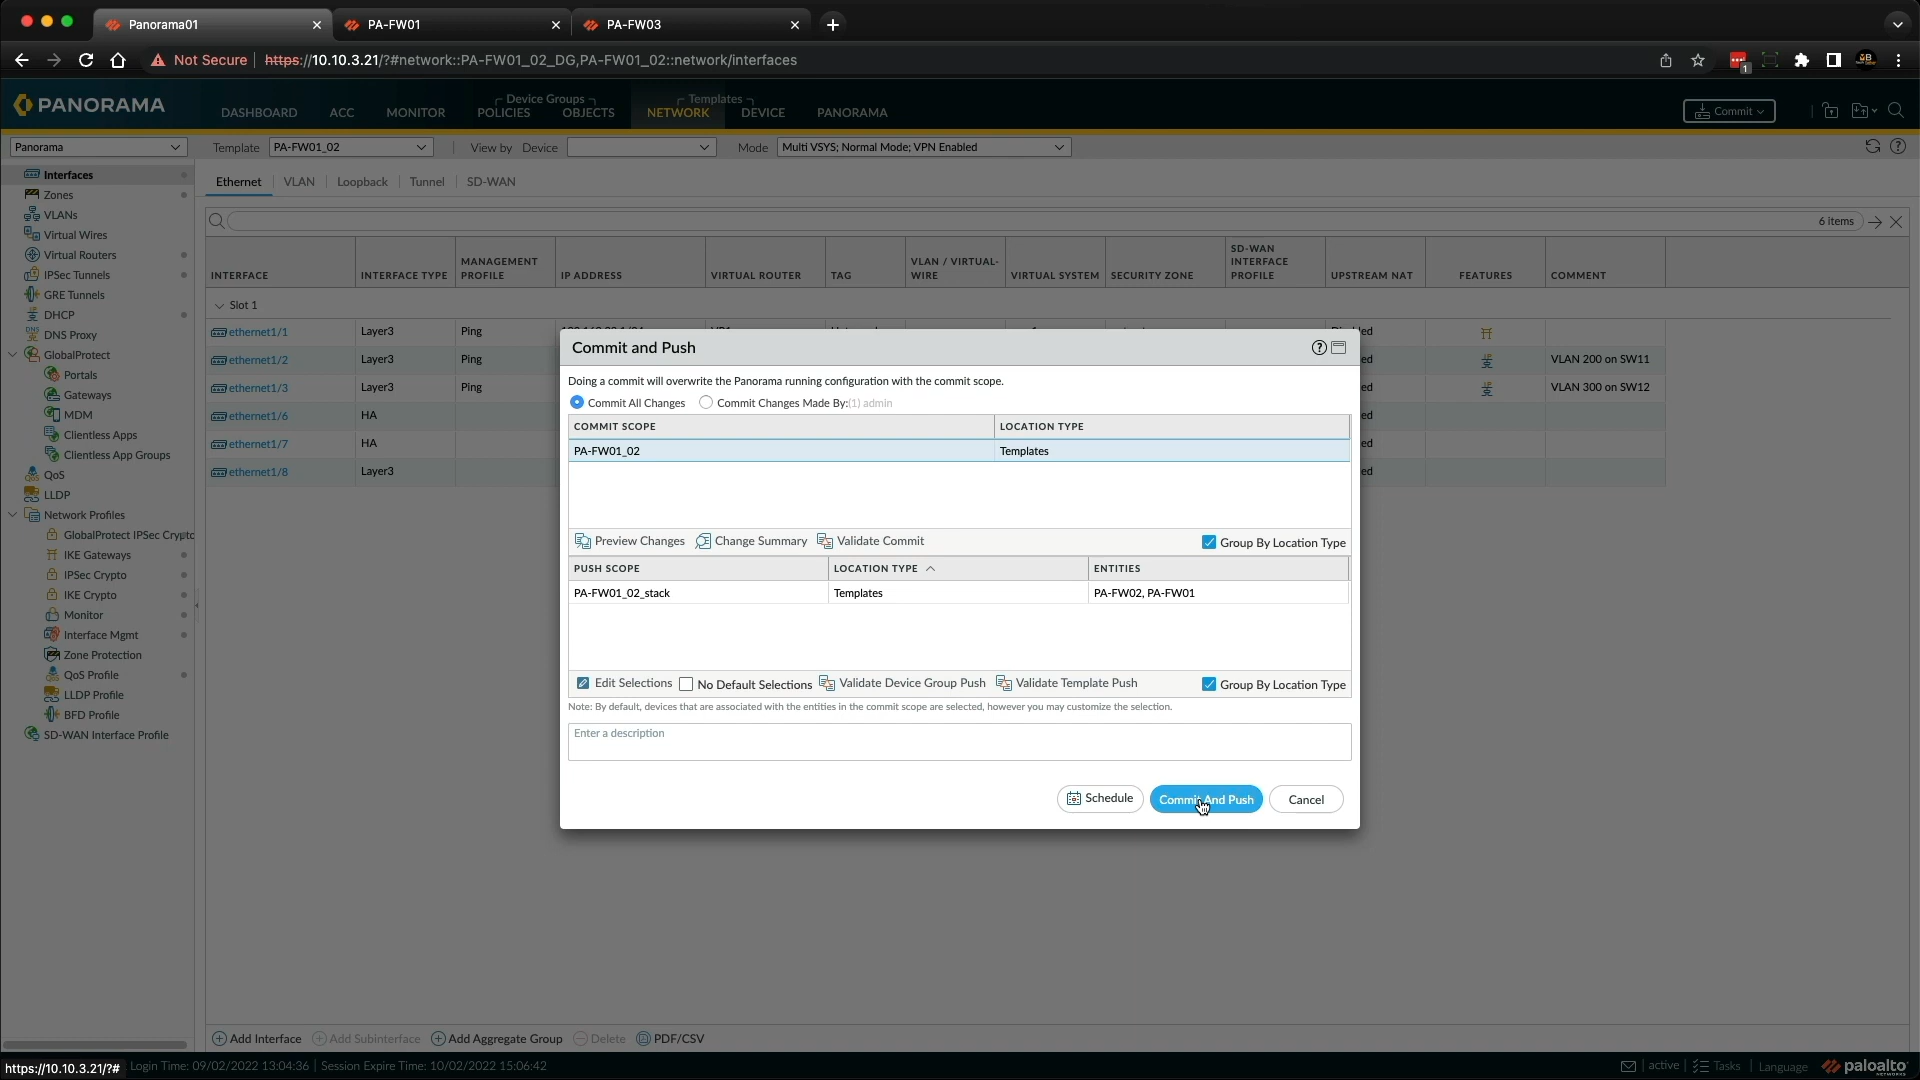 Panorama01
PA-FW01
PA-FW03
Not Secure
https://10.10.3.21/?#network::PA-FW01_02_DG,PA-FW01_02::network/interfaces
1
PANORAMA
DASHBOARD
ACC
MONITOR
Device Groups
POLICIES
OBJECTS
Templates
NETWORK
DEVICE
PANORAMA
Commit
Panorama
Template
PA-FW01_02
View by Device
Mode
Multi VSYS; Normal Mode; VPN Enabled
Interfaces
Zones
VLANs
Virtual Wires
Virtual Routers
IPSec Tunnels
GRE Tunnels
DHCP
DNS Proxy
GlobalProtect
Portals
Gateways
MDM
Clientless Apps
Clientless App Groups
QoS
LLDP
Network Profiles
GlobalProtect IPSec Crypto
IKE Gateways
IPSec Crypto
IKE Crypto
Monitor
Interface Mgmt
Zone Protection
QoS Profile
LLDP Profile
BFD Profile
SD-WAN Interface Profile
Ethernet
VLAN
Loopback
Tunnel
SD-WAN
6 items
INTERFACE
INTERFACE TYPE
MANAGEMENT PROFILE
IP ADDRESS
VIRTUAL ROUTER
TAG
VLAN / VIRTUAL-WIRE
VIRTUAL SYSTEM
SECURITY ZONE
SD-WAN INTERFACE PROFILE
UPSTREAM NAT
FEATURES
COMMENT
Slot 1
ethernet1/1 Layer3 Ping
ethernet1/2 Layer3 Ping ed VLAN 200 on SW11
ethernet1/3 Layer3 Ping ed VLAN 300 on SW12
ethernet1/6 HA ed
ethernet1/7 HA ed
ethernet1/8 Layer3 ed
Commit and Push
Doing a commit will overwrite the Panorama running configuration with the commit scope.
Commit All Changes
Commit Changes Made By:(1) admin
COMMIT SCOPE
LOCATION TYPE
PA-FW01_02
Templates
Preview Changes
Change Summary
Validate Commit
Group By Location Type
PUSH SCOPE
LOCATION TYPE
ENTITIES
PA-FW01_02_stack
Templates
PA-FW02, PA-FW01
Edit Selections
No Default Selections
Validate Device Group Push
Validate Template Push
Group By Location Type
Note: By default, devices that are associated with the entities in the commit scope are selected, however you may customize the selection.
Enter a description
Schedule
Commit And Push
Cancel
Add Interface
Add Subinterface
Add Aggregate Group
Delete
PDF/CSV
https://10.10.3.21/?#
Login Time: 09/02/2022 13:04:36
Session Expire Time: 10/02/2022 15:06:42
active
Tasks
Language
paloalto
NETWORKS